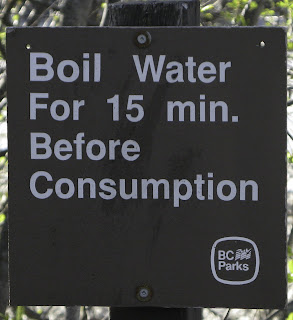 Boil Water
For 15 min.
Before
Consumption
BC
Parks